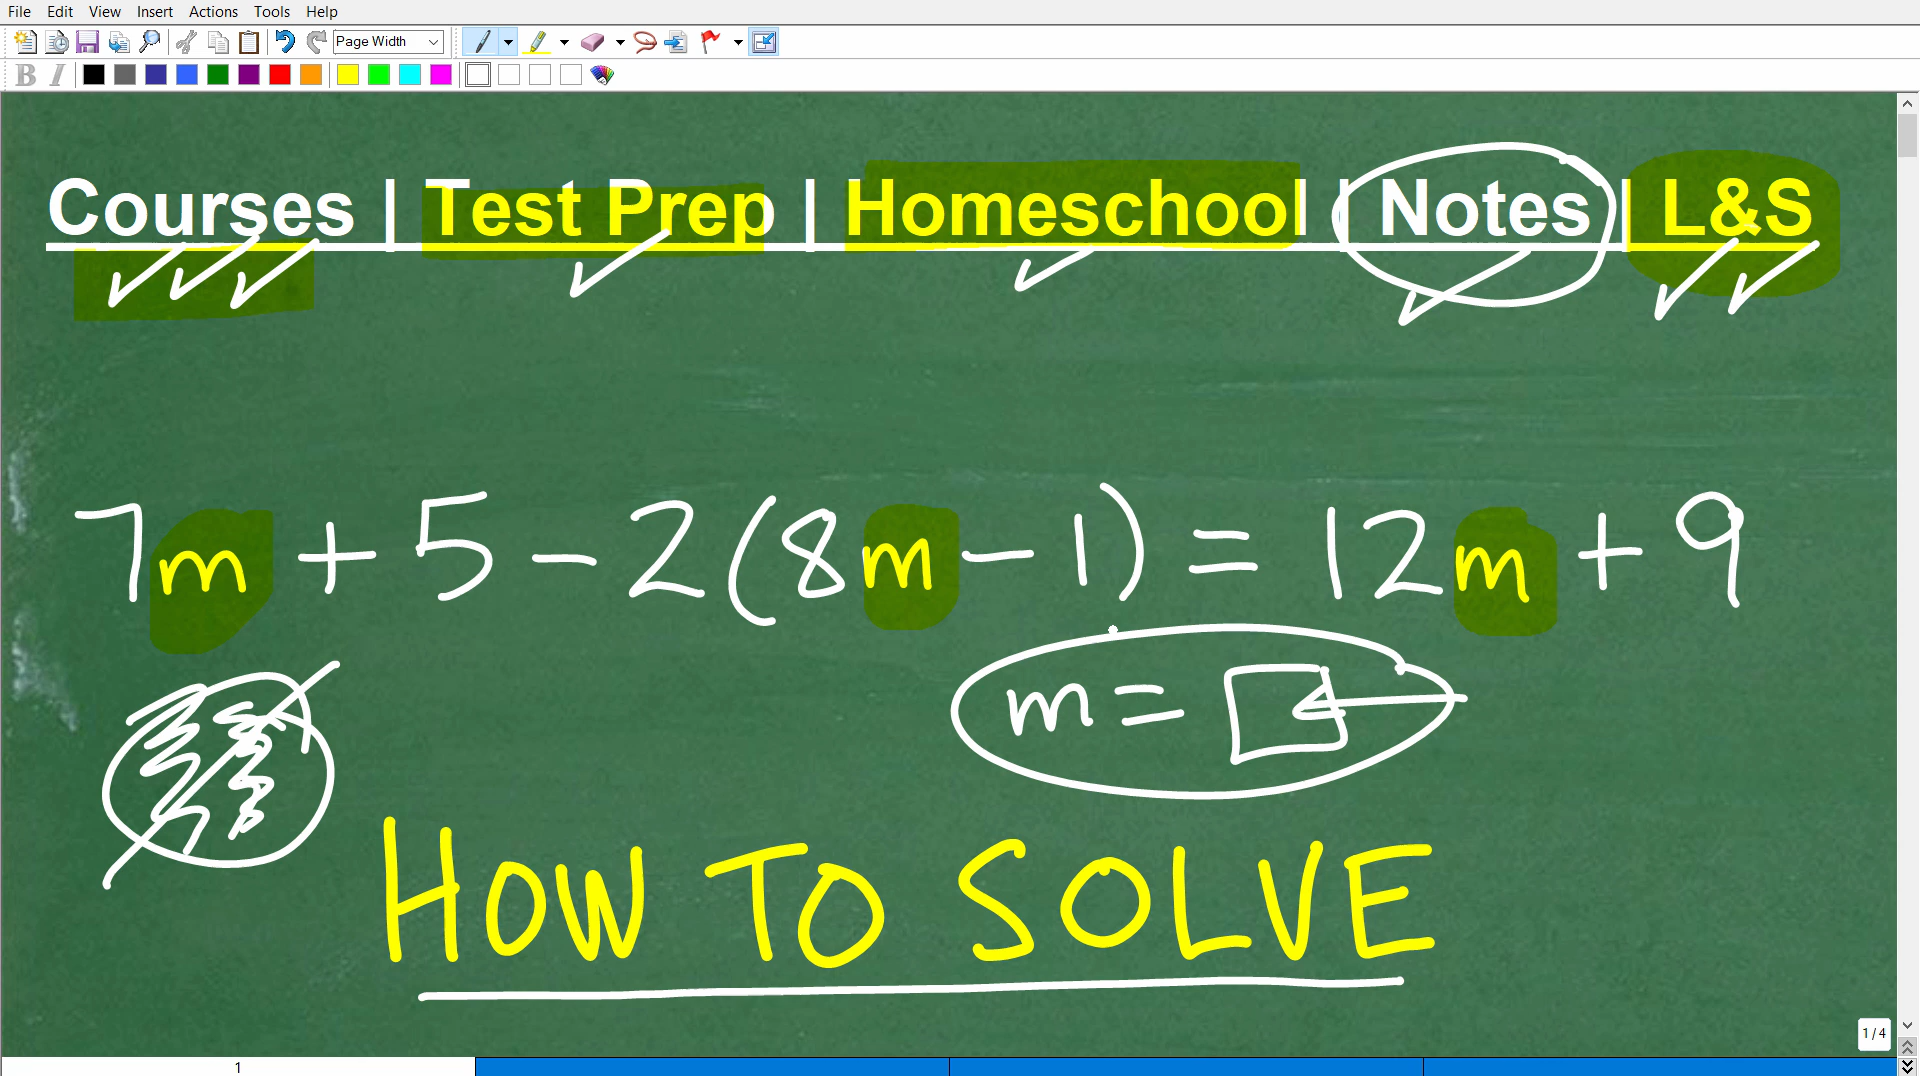 File Edit View Insert Actions Tools Help
Page Width
B I
Courses | Test Prep | Homeschool | Notes | L&S
7m + 5 - 2(8m - 1) = 12m + 9
m =
HOW TO SOLVE
1 / 4
1